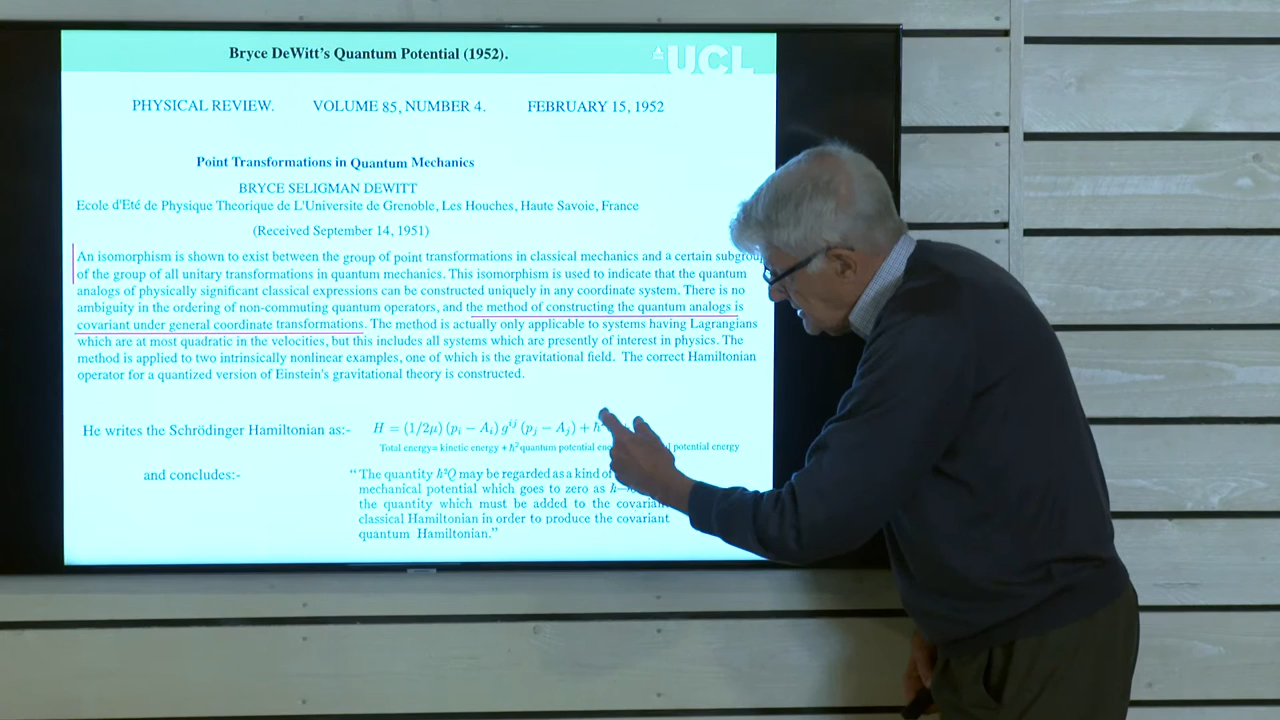 Bryce DeWitt's Quantum Potential (1952).
UCL
PHYSICAL REVIEW. VOLUME 85, NUMBER 4. FEBRUARY 15, 1952
Point Transformations in Quantum Mechanics
BRYCE SELIGMAN DEWITT
Ecole d'Eté de Physique Theorique de L'Universite de Grenoble, Les Houches, Haute Savoie, France
(Received September 14, 1951)
An isomorphism is shown to exist between the group of point transformations in classical mechanics and a certain
of the group of all unitary transformations in quantum mechanics. This isomorphism is used to indicate that the quantum
analogs of physically significant classical expressions can be constructed uniquely in any coordinate system. There is no
ambiguity in the ordering of non-commuting quantum operators, and the method of constructing the quantum analogs is
covariant under general coordinate transformations. The method is actually only applicable to systems having Lagrangians
which are at most quadratic in the velocities, but this includes all systems which are presently of interest in physics. The
method is applied to two intrinsically nonlinear examples, one of which is the gravitational field. The correct Hamiltonian
operator for a quantized version of Einstein's gravitational theory is constructed.
He writes the Schrödinger Hamiltonian as:- H = (1/2μ) (pᵢ − Aᵢ) gⁱʲ (pⱼ − Aⱼ) + ħ
Total energy= kinetic energy + ħ² quantum potential potential energy
and concludes:- “ The quantity ħ²Q may be regarded as a kind of
mechanical potential which goes to zero as ħ→
the quantity which must be added to the
classical Hamiltonian in order to produce the covariant
quantum Hamiltonian.”